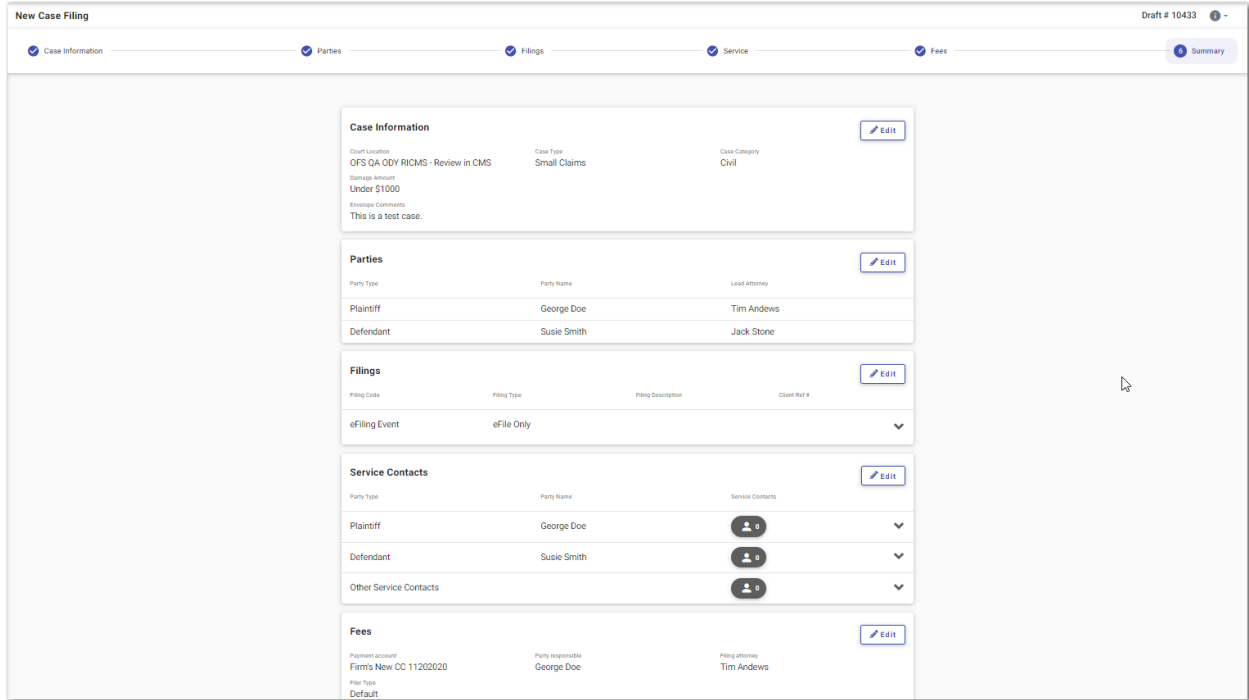 New Case Filing Draft # 10433
Case Information Parties Filings Service Fees 6 Summary
Case Information Edit
Court Location Case Type Case Category
OFS QA ODY RICMS - Review in CMS Small Claims Civil
Damage Amount
Under $1000
Envelope Comments
This is a test case.
Parties Edit
Party Type Party Name Lead Attorney
Plaintiff George Doe Tim Andews
Defendant Susie Smith Jack Stone
Filings Edit
Filing Code Filing Type Filing Description Client Ref #
eFiling Event eFile Only
Service Contacts Edit
Party Type Party Name Service Contacts
Plaintiff George Doe 0
Defendant Susie Smith 0
Other Service Contacts 0
Fees Edit
Payment account Party responsible Filing attorney
Firm's New CC 11202020 George Doe Tim Andews
Filer Type
Default